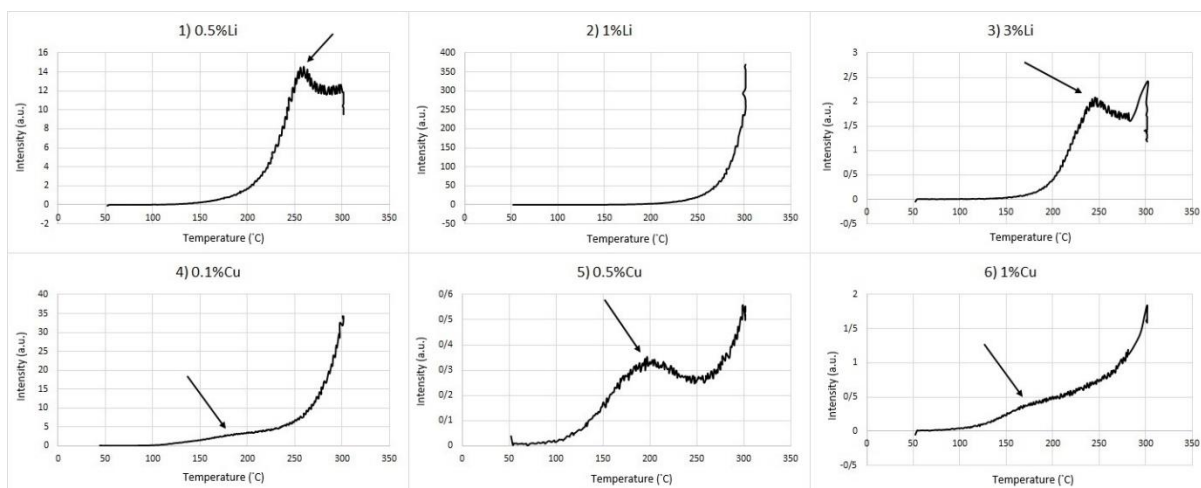 1) 0.5%Li
16
14
12
10
8
6
4
2
0
-2
0 50 100 150 200 250 300 350
Intensity (a.u.)
Temperature (˚C)
2) 1%Li
400
350
300
250
200
150
100
50
0
-50
0 50 100 150 200 250 300 350
Intensity (a.u.)
Temperature (˚C)
3) 3%Li
3
2/5
2
1/5
1
0/5
0
-0/5
0 50 100 150 200 250 300 350
Intensity (a.u.)
Temperature (˚C)
4) 0.1%Cu
40
35
30
25
20
15
10
5
0
0 50 100 150 200 250 300 350
Intensity (a.u.)
Temperature (˚C)
5) 0.5%Cu
0/6
0/5
0/4
0/3
0/2
0/1
0
0 50 100 150 200 250 300 350
Intensity (a.u.)
Temperature (˚C)
6) 1%Cu
2
1/5
1
0/5
0
-0/5
0 50 100 150 200 250 300 350
Intensity (a.u.)
Temperature (˚C)